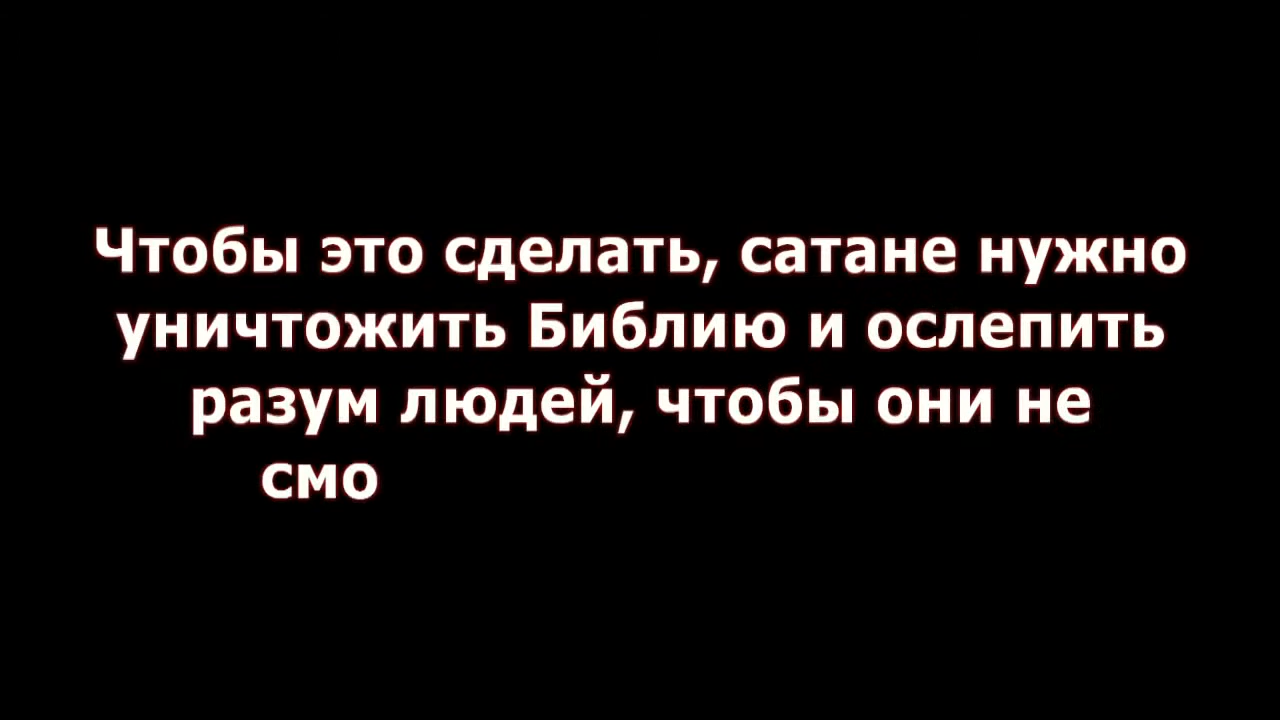 Чтобы это сделать, сатане нужно
уничтожить Библию и ослепить
разум людей, чтобы они не
смо